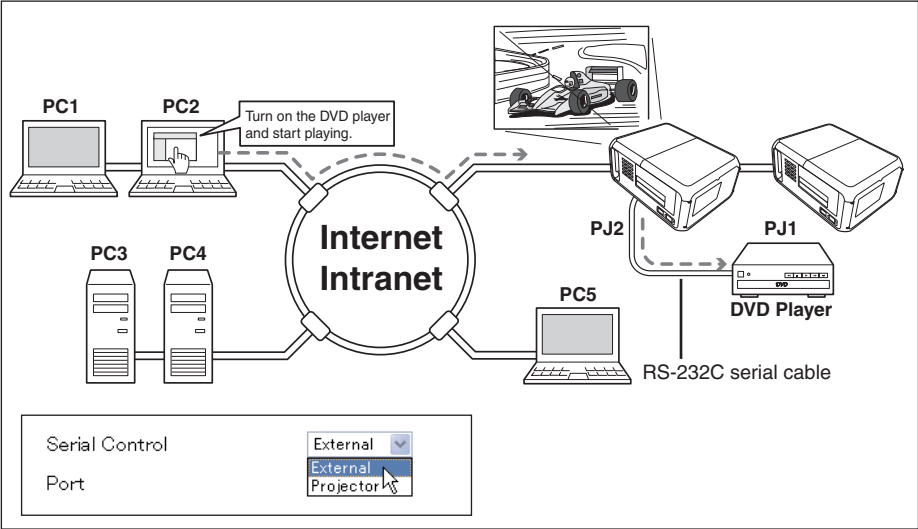 PC1
PC2
Turn on the DVD player
and start playing.
Internet
Intranet
PJ2
PJ1
PC3
PC4
DVD
DVD Player
PC5
RS-232C serial cable
Serial Control
External
External
Port
Projector